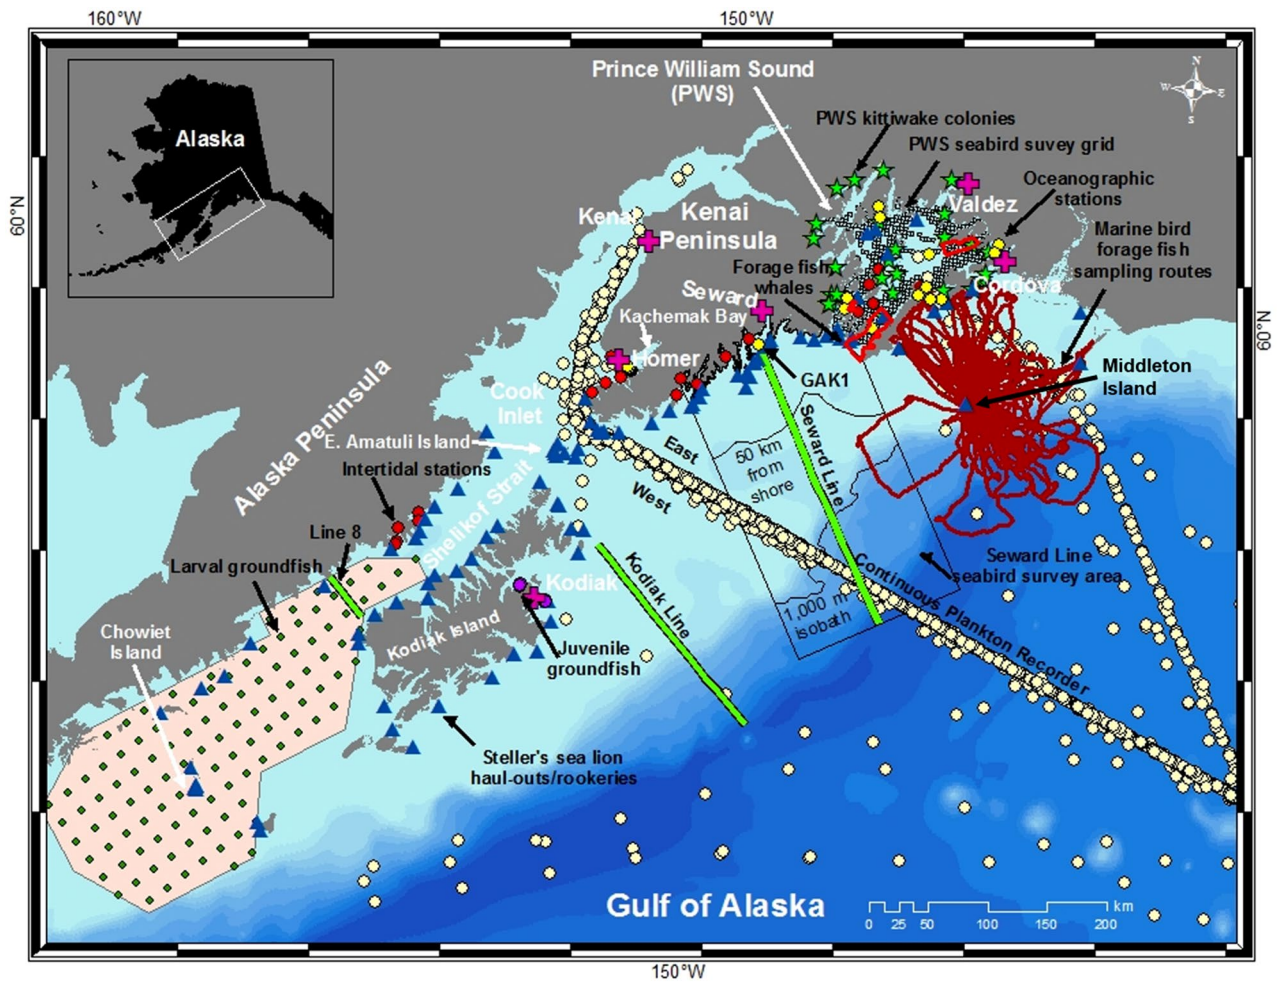 160°W
150°W
N
W
E
S
Alaska
Prince William Sound
(PWS)
PWS kittiwake colonies
PWS seabird suvey grid
Oceanographic
stations
Valdez
Marine bird
forage fish
sampling routes
60°N
60°N
Kenai
Kenai
Peninsula
Forage fish
whales
Cordova
Seward
Kachemak Bay
Homer
GAK1
Middleton
Island
Alaska Peninsula
Cook
Inlet
E. Amatuli Island
Intertidal stations
East
West
50 km
from
shore
Seward Line
Shelikof Strait
Line 8
Larval groundfish
Kodiak
Kodiak Line
Continuous Plankton Recorder
Seward Line
seabird survey area
1,000 m
isobath
Chowiet
Island
Kodiak Island
Juvenile
groundfish
Steller's sea lion
haul-outs/rookeries
Gulf of Alaska
km
0 25 50 100 150 200
150°W